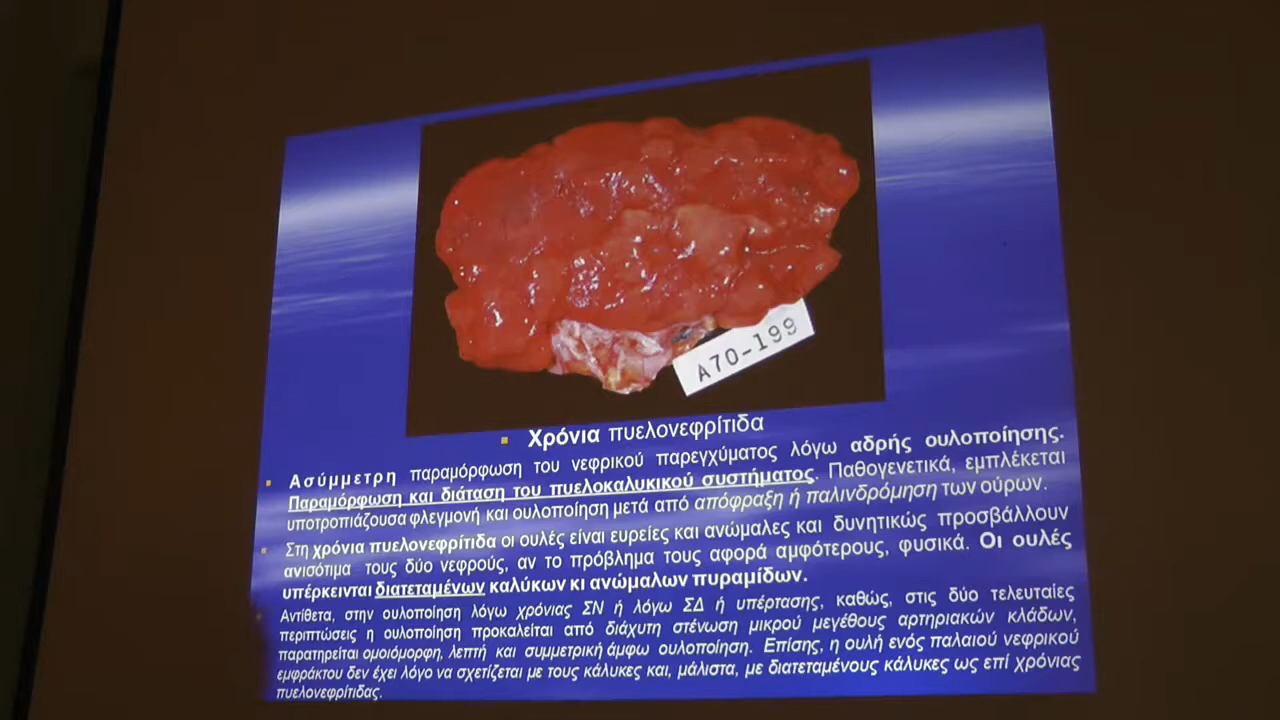 A70-199
Χρόνια πυελονεφρίτιδα
Ασύμμετρη παραμόρφωση του νεφρικού παρεγχύματος λόγω αδρής ουλοποίησης.
Παραμόρφωση και διάταση του πυελοκαλυκικού συστήματος. Παθογενετικά, εμπλέκεται
υποτροπιάζουσα φλεγμονή και ουλοποίηση μετά από απόφραξη ή παλινδρόμηση των ούρων.
Στη χρόνια πυελονεφρίτιδα οι ουλές είναι ευρείες και ανώμαλες και δυνητικώς προσβάλλουν
ανισότιμα τους δύο νεφρούς, αν το πρόβλημα τους αφορά αμφότερους, φυσικά. Οι ουλές
υπέρκεινται διατεταμένων καλύκων κι ανώμαλων πυραμίδων.
Αντίθετα, στην ουλοποίηση λόγω χρόνιας ΣΝ ή λόγω ΣΔ ή υπέρτασης, καθώς, στις δύο τελευταίες
περιπτώσεις η ουλοποίηση προκαλείται από διάχυτη στένωση μικρού μεγέθους αρτηριακών κλάδων,
παρατηρείται ομοιόμορφη, λεπτή και συμμετρική άμφω ουλοποίηση. Επίσης, η ουλή ενός παλαιού νεφρικού
εμφράκτου δεν έχει λόγο να σχετίζεται με τους κάλυκες και, μάλιστα, με διατεταμένους κάλυκες ως επί χρόνιας
πυελονεφρίτιδας.